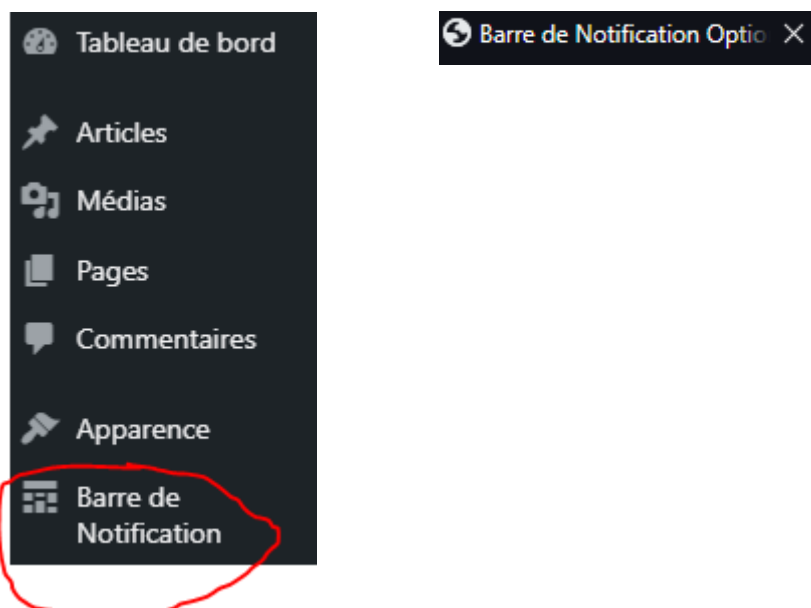 Tableau de bord
Articles
Médias
Pages
Commentaires
Apparence
Barre de
Notification
Barre de Notification Optio